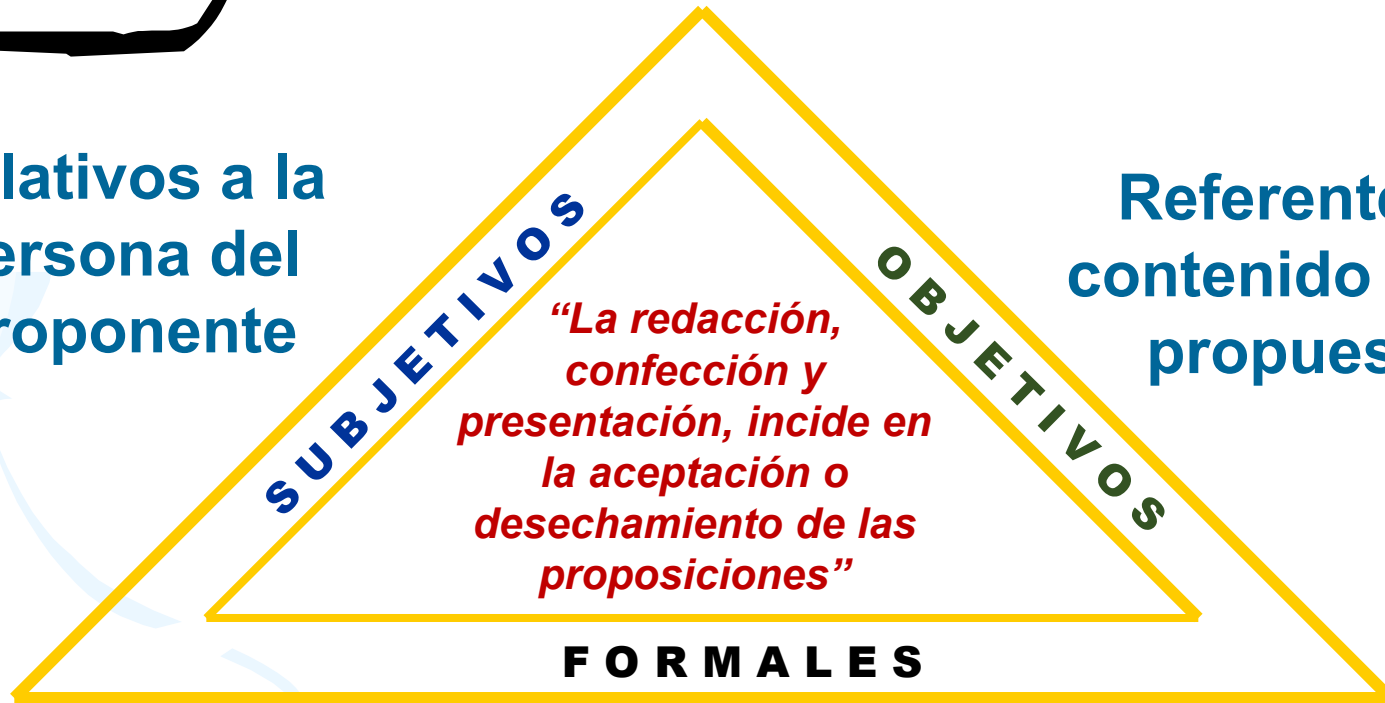 lativos a la
ersona del
roponente
SUBJETIVOS
“La redacción,
confección y
presentación, incide en
la aceptación o
desechamiento de las
proposiciones”
OBJETIVOS
Referente
contenido
propues
FORMALES